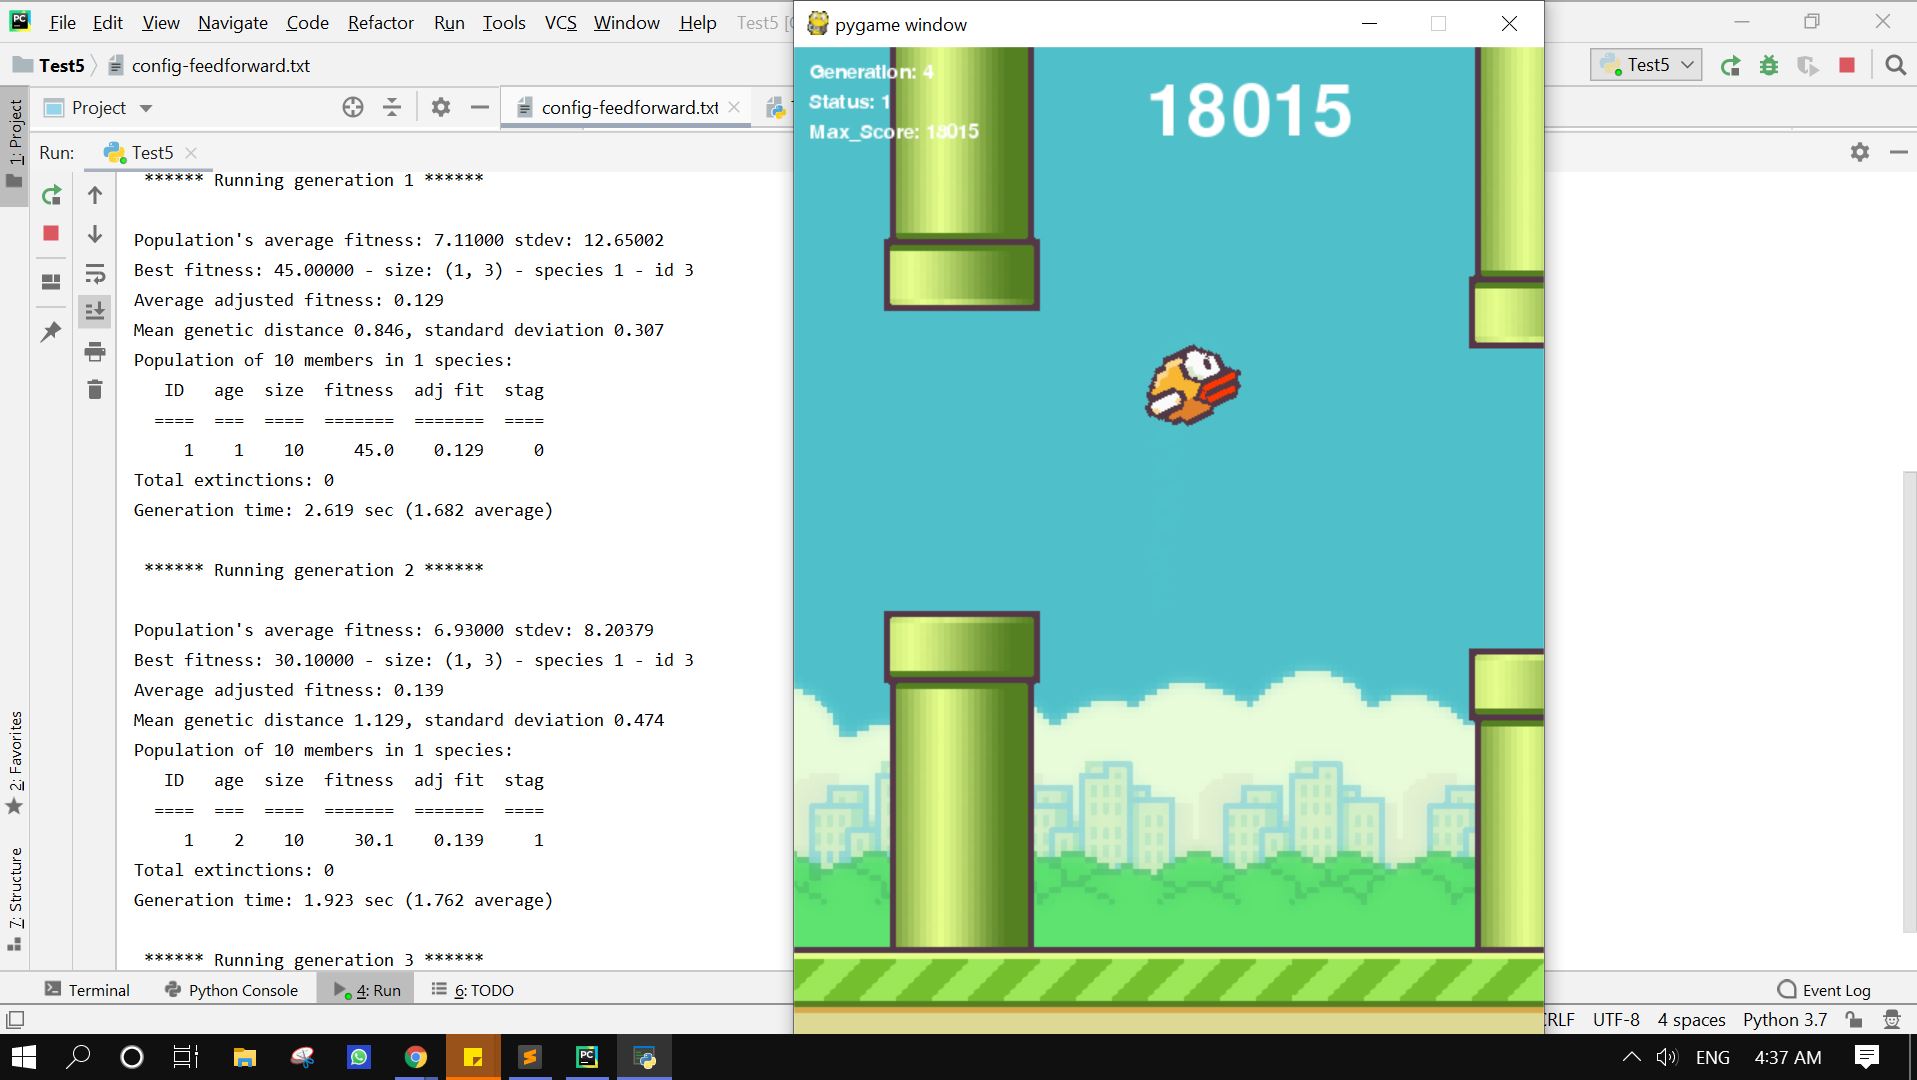 PC File Edit View Navigate Code Refactor Run Tools VCS Window Help Test5
Test5 config-feedforward.txt
Test5
Project
config-feedforward.txt
1: Project
Run: Test5
****** Running generation 1 ******
Population's average fitness: 7.11000 stdev: 12.65002
Best fitness: 45.00000 - size: (1, 3) - species 1 - id 3
Average adjusted fitness: 0.129
Mean genetic distance 0.846, standard deviation 0.307
Population of 10 members in 1 species:
ID age size fitness adj fit stag
==== === ==== ======= ======= ====
1 1 10 45.0 0.129 0
Total extinctions: 0
Generation time: 2.619 sec (1.682 average)
****** Running generation 2 ******
Population's average fitness: 6.93000 stdev: 8.20379
Best fitness: 30.10000 - size: (1, 3) - species 1 - id 3
Average adjusted fitness: 0.139
Mean genetic distance 1.129, standard deviation 0.474
Population of 10 members in 1 species:
ID age size fitness adj fit stag
==== === ==== ======= ======= ====
1 2 10 30.1 0.139 1
Total extinctions: 0
Generation time: 1.923 sec (1.762 average)
****** Running generation 3 ******
2: Favorites
7: Structure
pygame window
Generation: 4
Status: 1
Max_Score: 18015
18015
Terminal Python Console 4: Run 6: TODO
Event Log
CRLF UTF-8 4 spaces Python 3.7
PC
ENG 4:37 AM